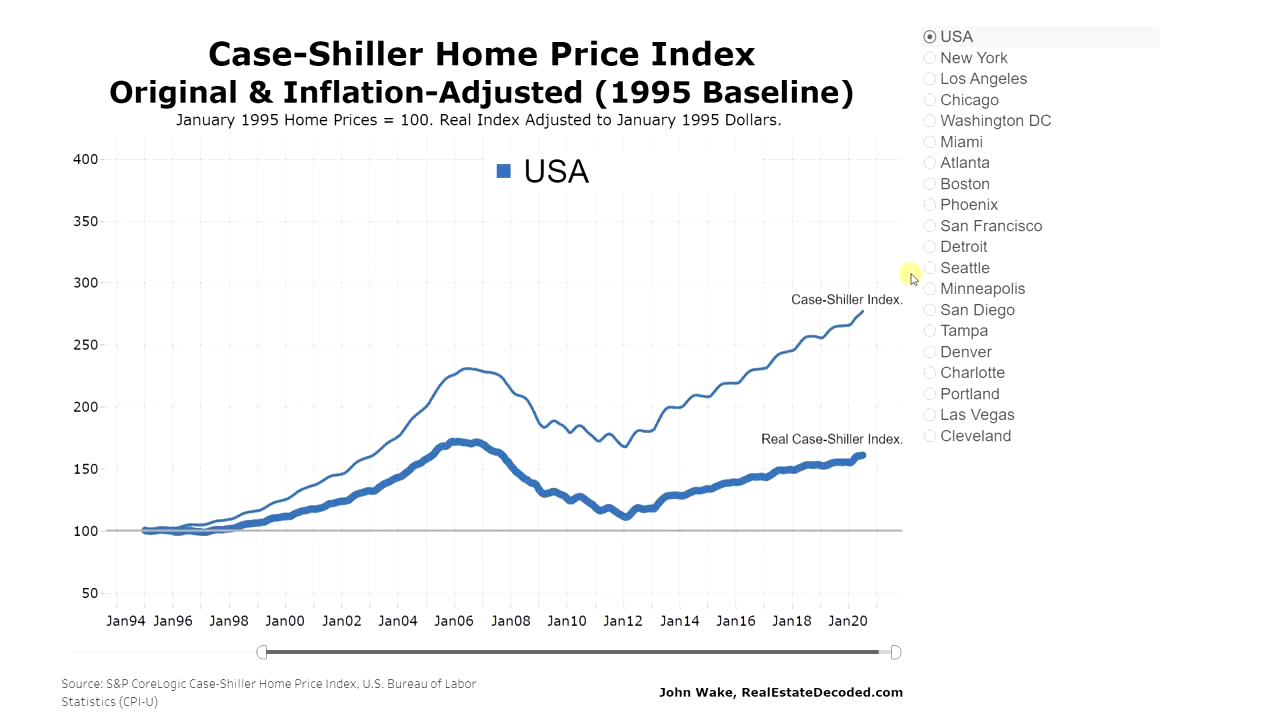 Case-Shiller Home Price Index
Original & Inflation-Adjusted (1995 Baseline)
January 1995 Home Prices = 100. Real Index Adjusted to January 1995 Dollars.
USA
400
350
300
250
200
150
100
50
Case-Shiller Index.
Real Case-Shiller Index.
Jan94 Jan96 Jan98 Jan00 Jan02 Jan04 Jan06 Jan08 Jan10 Jan12 Jan14 Jan16 Jan18 Jan20
Source: S&P CoreLogic Case-Shiller Home Price Index, U.S. Bureau of Labor
Statistics (CPI-U)
John Wake, RealEstateDecoded.com
USA
New York
Los Angeles
Chicago
Washington DC
Miami
Atlanta
Boston
Phoenix
San Francisco
Detroit
Seattle
Minneapolis
San Diego
Tampa
Denver
Charlotte
Portland
Las Vegas
Cleveland